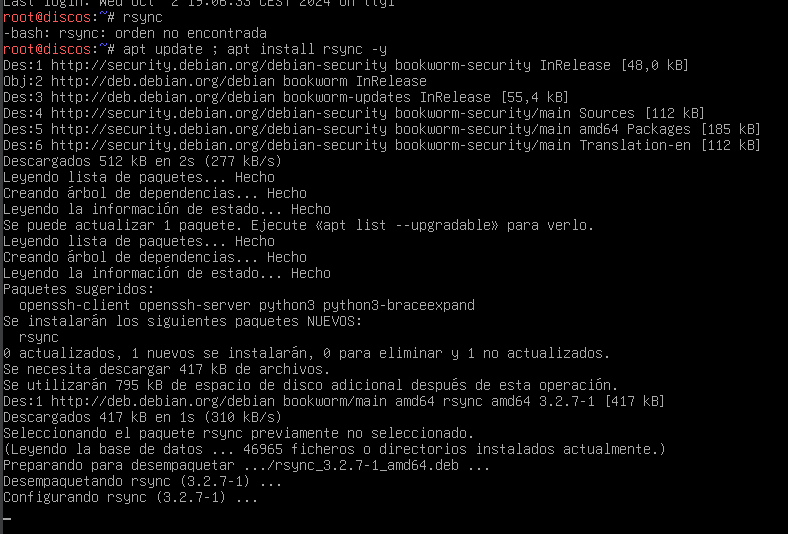 Last login: Wed Oct  2 19:06:33 CEST 2024 on tty1
root@discos:~# rsync
-bash: rsync: orden no encontrada
root@discos:~# apt update ; apt install rsync -y
Des:1 http://security.debian.org/debian-security bookworm-security InRelease [48,0 kB]
Obj:2 http://deb.debian.org/debian bookworm InRelease
Des:3 http://deb.debian.org/debian bookworm-updates InRelease [55,4 kB]
Des:4 http://security.debian.org/debian-security bookworm-security/main Sources [112 kB]
Des:5 http://security.debian.org/debian-security bookworm-security/main amd64 Packages [185 kB]
Des:6 http://security.debian.org/debian-security bookworm-security/main Translation-en [112 kB]
Descargados 512 kB en 2s (277 kB/s)
Leyendo lista de paquetes... Hecho
Creando árbol de dependencias... Hecho
Leyendo la información de estado... Hecho
Se puede actualizar 1 paquete. Ejecute «apt list --upgradable» para verlo.
Leyendo lista de paquetes... Hecho
Creando árbol de dependencias... Hecho
Leyendo la información de estado... Hecho
Paquetes sugeridos:
  openssh-client openssh-server python3 python3-braceexpand
Se instalarán los siguientes paquetes NUEVOS:
  rsync
0 actualizados, 1 nuevos se instalarán, 0 para eliminar y 1 no actualizados.
Se necesita descargar 417 kB de archivos.
Se utilizarán 795 kB de espacio de disco adicional después de esta operación.
Des:1 http://deb.debian.org/debian bookworm/main amd64 rsync amd64 3.2.7-1 [417 kB]
Descargados 417 kB en 1s (310 kB/s)
Seleccionando el paquete rsync previamente no seleccionado.
(Leyendo la base de datos ... 46965 ficheros o directorios instalados actualmente.)
Preparando para desempaquetar .../rsync_3.2.7-1_amd64.deb ...
Desempaquetando rsync (3.2.7-1) ...
Configurando rsync (3.2.7-1) ...